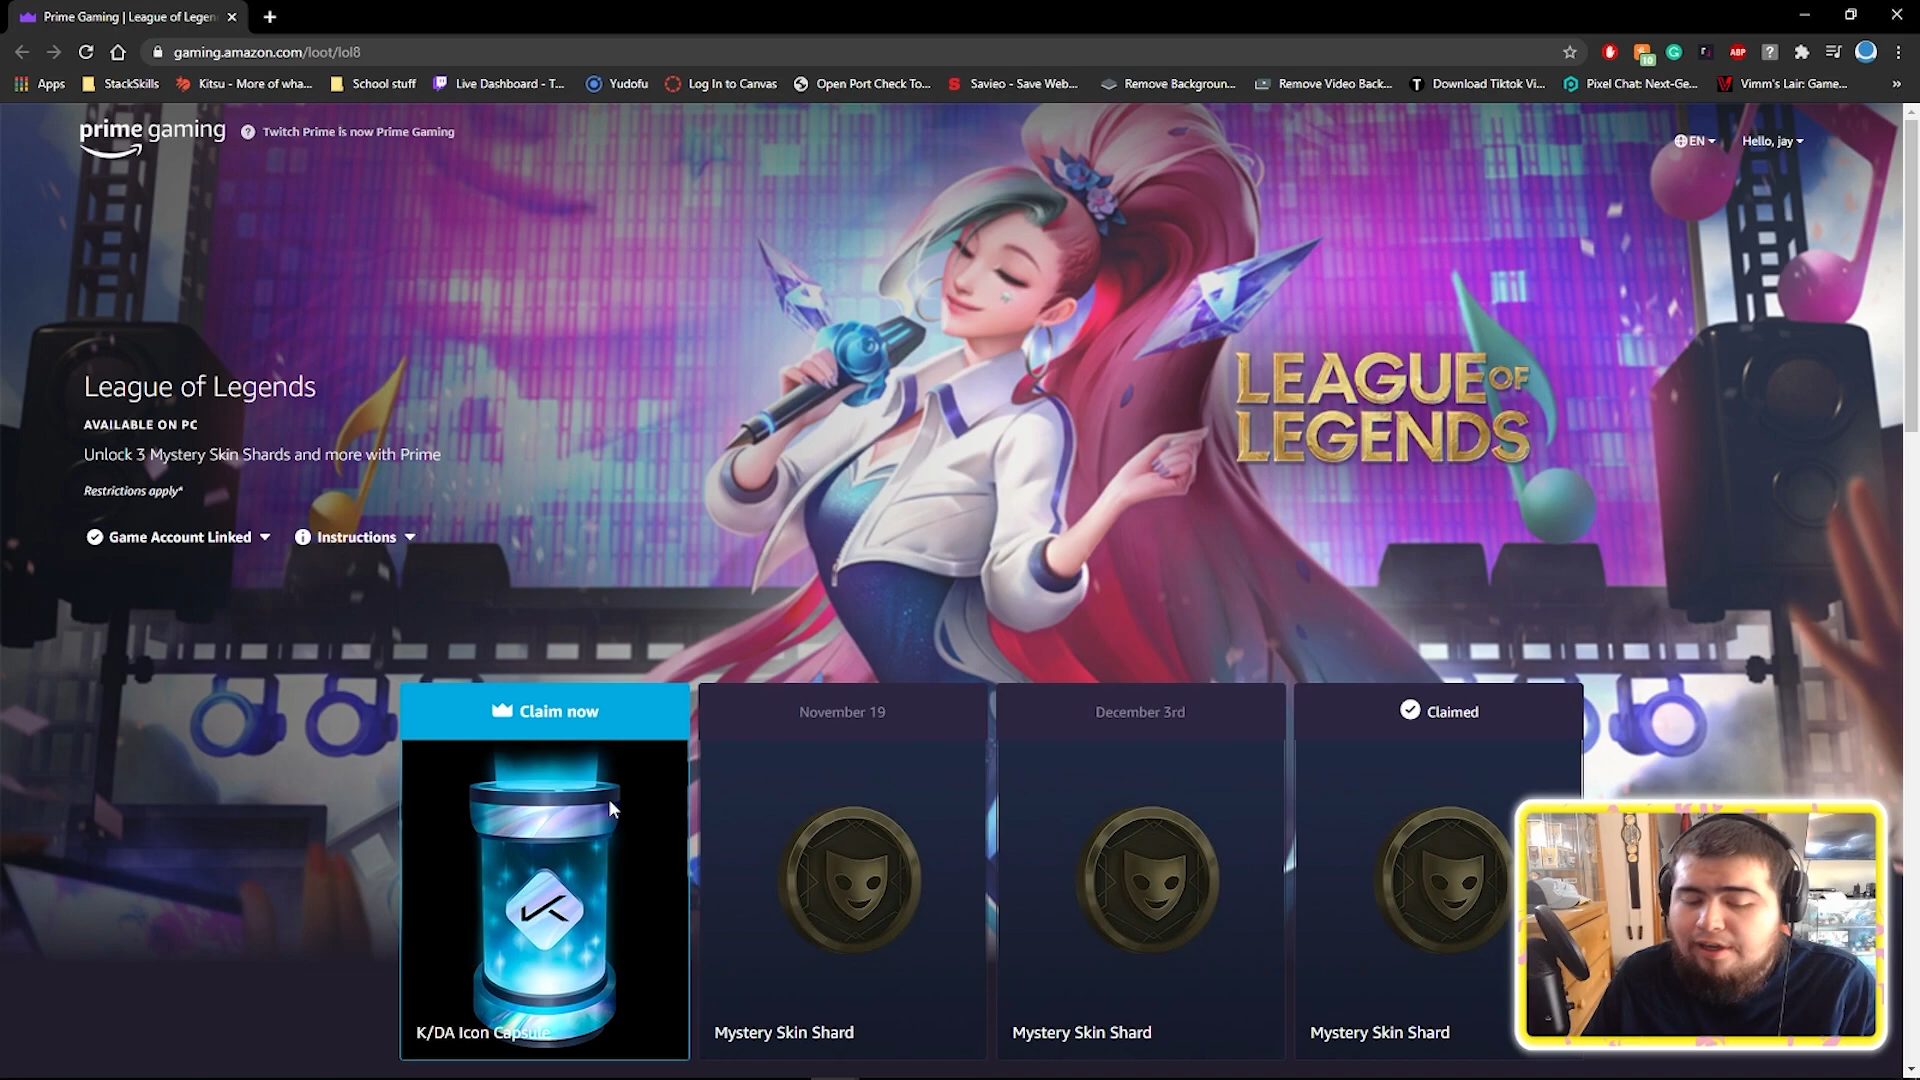 Prime Gaming | League of Legen
gaming.amazon.com/loot/lol8
10
ABP
Apps
StackSkills
Kitsu - More of wha...
School stuff
Live Dashboard - T...
Yudofu
Log In to Canvas
Open Port Check To...
Savieo - Save Web...
Remove Backgroun...
Remove Video Back...
Download Tiktok Vi...
Pixel Chat: Next-Ge...
Vimm's Lair: Game...
prime gaming
Twitch Prime is now Prime Gaming
EN
Hello, jay
LEAGUE OF
LEGENDS
League of Legends
AVAILABLE ON PC
Unlock 3 Mystery Skin Shards and more with Prime
Restrictions apply*
Game Account Linked
Instructions
Claim now
November 19
December 3rd
Claimed
K/DA Icon Capsule
Mystery Skin Shard
Mystery Skin Shard
Mystery Skin Shard